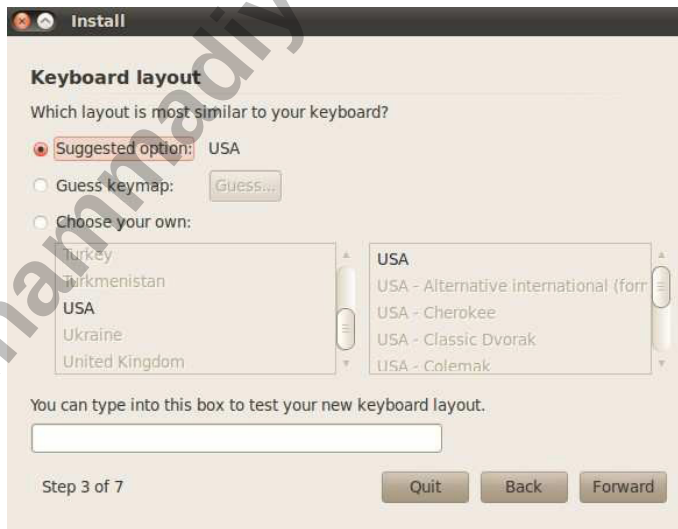 Install
Keyboard layout
Which layout is most similar to your keyboard?
Suggested option: USA
Guess keymap: Guess...
Choose your own:
Turkey
Turkmenistan
USA
Ukraine
United Kingdom
USA
USA - Alternative international (forr
USA - Cherokee
USA - Classic Dvorak
USA - Colemak
You can type into this box to test your new keyboard layout.
Step 3 of 7
Quit Back Forward